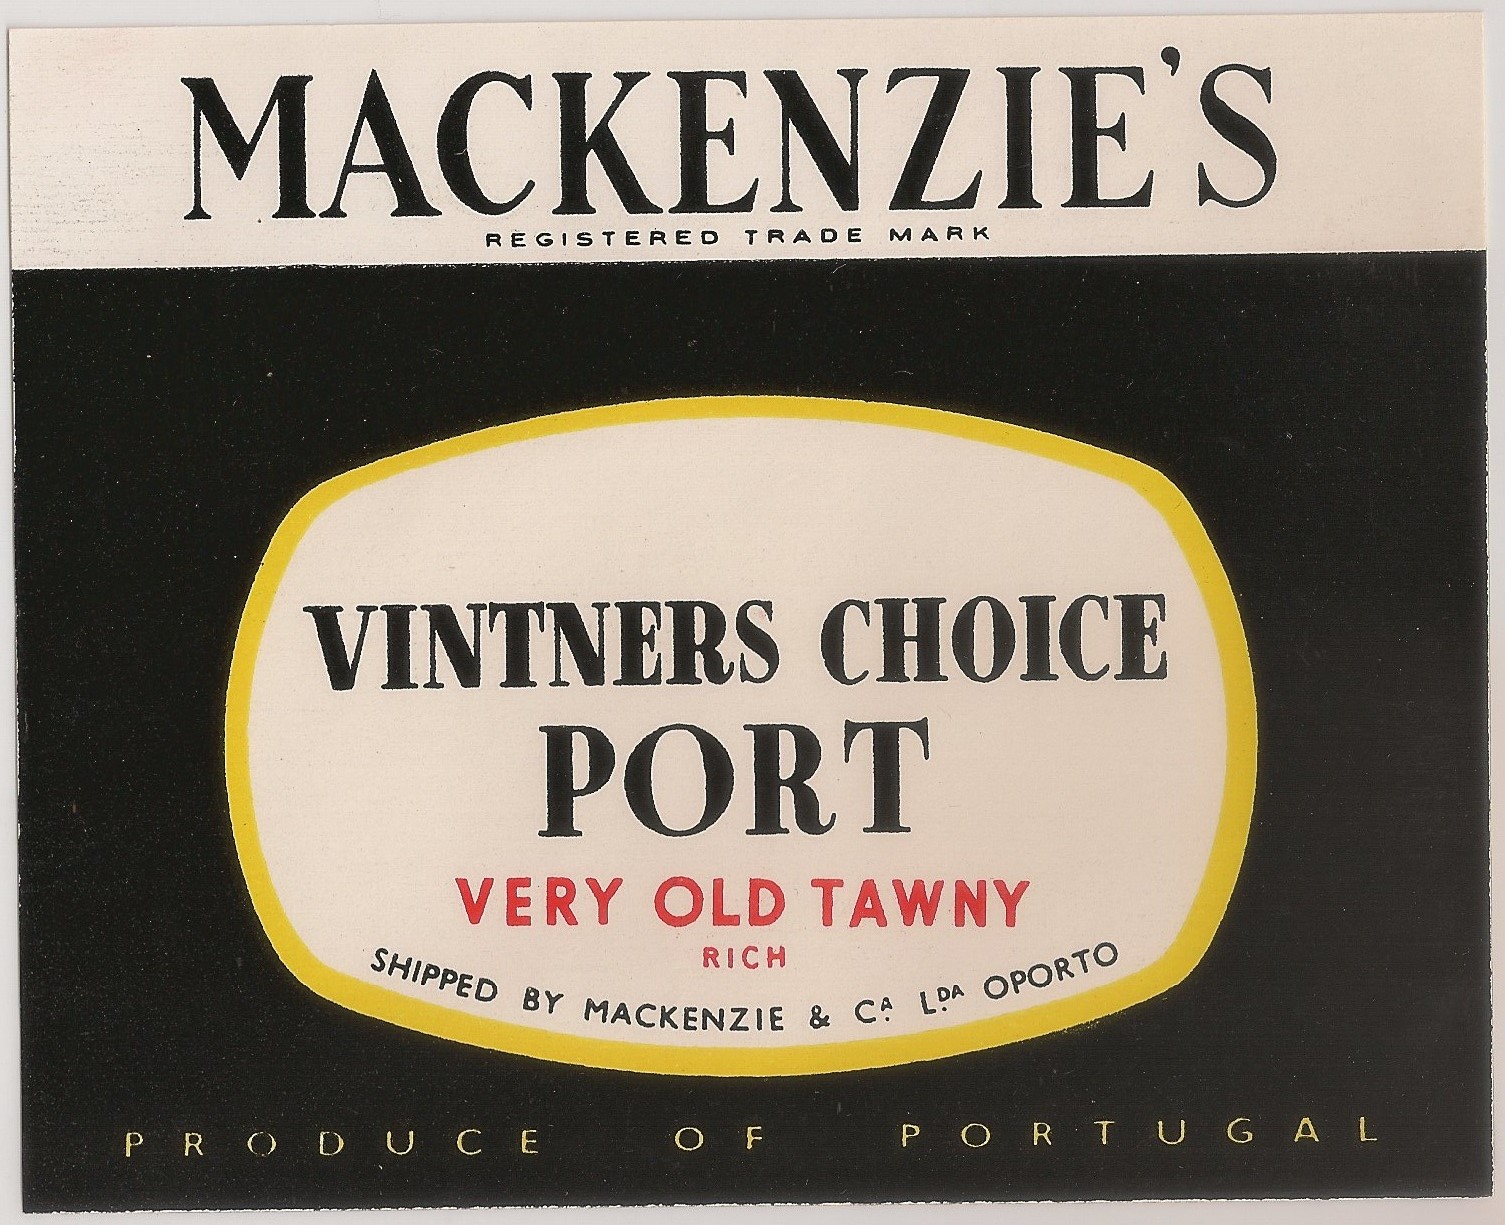 MACKENZIE'S
REGISTERED TRADE MARK
VINTNERS CHOICE
PORT
VERY OLD TAWNY
RICH
SHIPPED BY MACKENZIE & Cᴬ. Lᴰᴬ. OPORTO
PRODUCE OF PORTUGAL